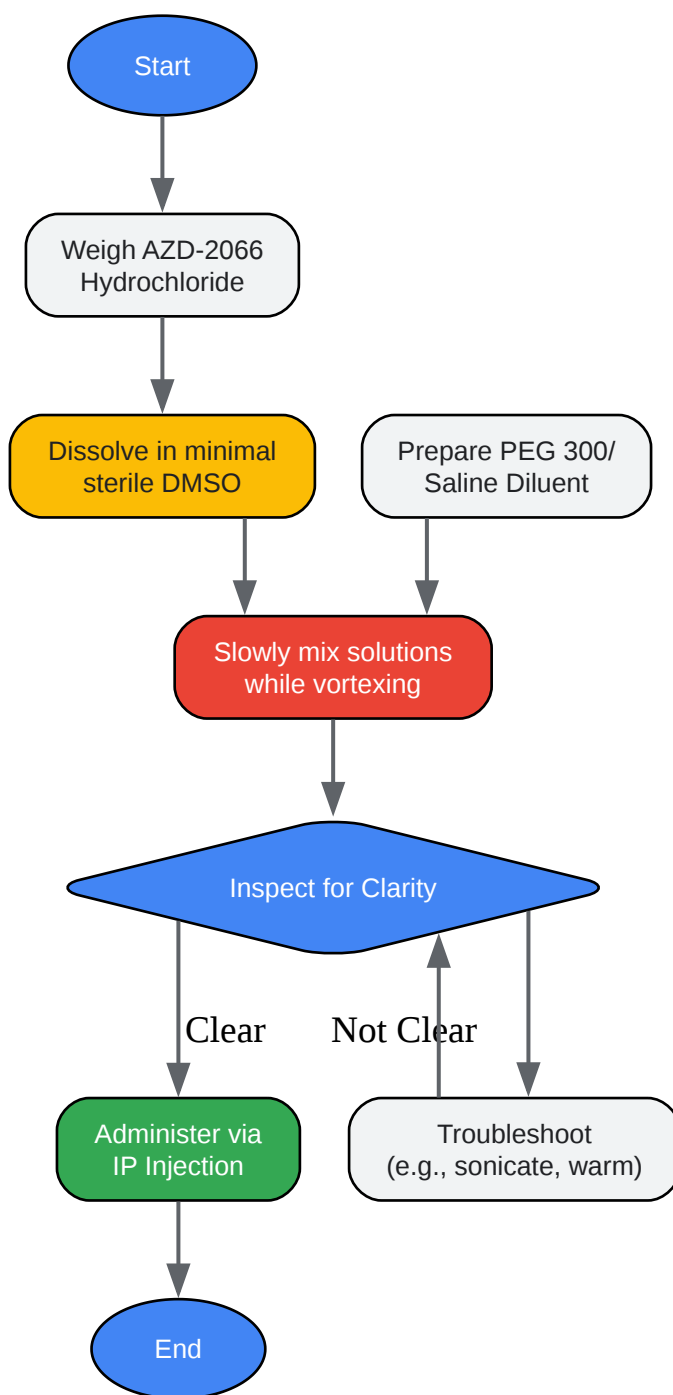 Start
Weigh AZD-2066
Hydrochloride
Dissolve in minimal
sterile DMSO
Prepare PEG 300/
Saline Diluent
Slowly mix solutions
while vortexing
Inspect for Clarity
Clear
Not Clear
Administer via
IP Injection
Troubleshoot
(e.g., sonicate, warm)
End